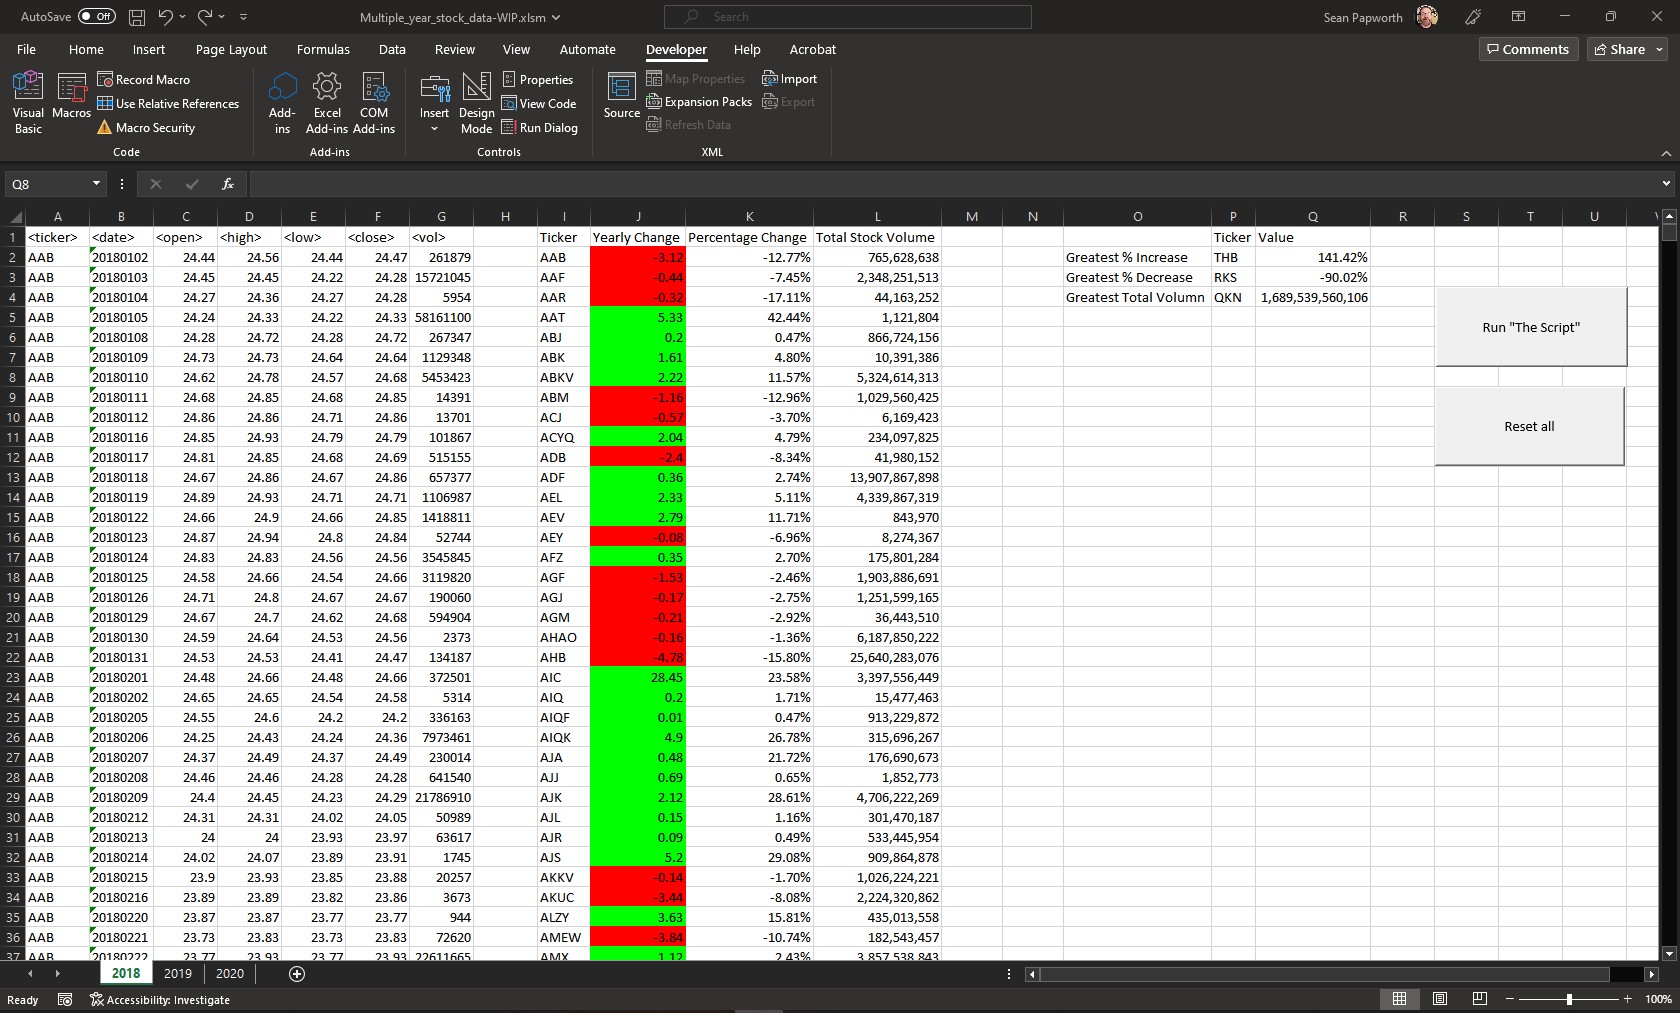 AutoSave Off Multiple_year_stock_data-WIP.xlsm Search Sean Papworth
File Home Insert Page Layout Formulas Data Review View Automate Developer Help Acrobat Comments Share
Visual Basic Macros Record Macro Use Relative References Macro Security
Add-ins Excel Add-ins COM Add-ins
Insert Design Mode Properties View Code Run Dialog
Source Map Properties Expansion Packs Refresh Data Import Export
Code Add-ins Controls XML
Q8 fx
A B C D E F G H I J K L M N O P Q R S T U
1 <ticker> <date> <open> <high> <low> <close> <vol> Ticker Yearly Change Percentage Change Total Stock Volume Ticker Value
2 AAB 20180102 24.44 24.56 24.44 24.47 261879 AAB -3.12 -12.77% 765,628,638 Greatest % Increase THB 141.42%
3 AAB 20180103 24.45 24.45 24.22 24.28 15721045 AAF -0.44 -7.45% 2,348,251,513 Greatest % Decrease RKS -90.02%
4 AAB 20180104 24.27 24.36 24.27 24.28 5954 AAR -0.32 -17.11% 44,163,252 Greatest Total Volumn QKN 1,689,539,560,106
5 AAB 20180105 24.24 24.33 24.22 24.33 58161100 AAT 5.33 42.44% 1,121,804
Run "The Script"
6 AAB 20180108 24.28 24.72 24.28 24.72 267347 ABJ 0.2 0.47% 866,724,156
7 AAB 20180109 24.73 24.73 24.64 24.64 1129348 ABK 1.61 4.80% 10,391,386
8 AAB 20180110 24.62 24.78 24.57 24.68 5453423 ABKV 2.22 11.57% 5,324,614,313
9 AAB 20180111 24.68 24.85 24.68 24.85 14391 ABM -1.16 -12.96% 1,029,560,425
10 AAB 20180112 24.86 24.86 24.71 24.86 13701 ACJ -0.57 -3.70% 6,169,423
Reset all
11 AAB 20180116 24.85 24.93 24.79 24.79 101867 ACYQ 2.04 4.79% 234,097,825
12 AAB 20180117 24.81 24.85 24.68 24.69 515155 ADB -2.4 -8.34% 41,980,152
13 AAB 20180118 24.67 24.86 24.67 24.86 657377 ADF 0.36 2.74% 13,907,867,898
14 AAB 20180119 24.89 24.93 24.71 24.71 1106987 AEL 2.33 5.11% 4,339,867,319
15 AAB 20180122 24.66 24.9 24.66 24.85 1418811 AEV 2.79 11.71% 843,970
16 AAB 20180123 24.87 24.94 24.8 24.84 52744 AEY -0.08 -6.96% 8,274,367
17 AAB 20180124 24.83 24.83 24.56 24.56 3545845 AFZ 0.35 2.70% 175,801,284
18 AAB 20180125 24.58 24.66 24.54 24.66 3119820 AGF -1.53 -2.46% 1,903,886,691
19 AAB 20180126 24.71 24.8 24.67 24.67 190060 AGJ -0.17 -2.75% 1,251,599,165
20 AAB 20180129 24.67 24.7 24.62 24.68 594904 AGM -0.21 -2.92% 36,443,510
21 AAB 20180130 24.59 24.64 24.53 24.56 2373 AHAO -0.16 -1.36% 6,187,850,222
22 AAB 20180131 24.53 24.53 24.41 24.47 134187 AHB -4.78 -15.80% 25,640,283,076
23 AAB 20180201 24.48 24.66 24.48 24.66 372501 AIC 28.45 23.58% 3,397,556,449
24 AAB 20180202 24.65 24.65 24.54 24.58 5314 AIQ 0.2 1.71% 15,477,463
25 AAB 20180205 24.55 24.6 24.2 24.2 336163 AIQF 0.01 0.47% 913,229,872
26 AAB 20180206 24.25 24.43 24.24 24.36 7973461 AIQK 4.9 26.78% 315,696,267
27 AAB 20180207 24.37 24.49 24.37 24.49 230014 AJA 0.48 21.72% 176,690,673
28 AAB 20180208 24.46 24.46 24.28 24.28 641540 AJJ 0.69 0.65% 1,852,773
29 AAB 20180209 24.4 24.45 24.23 24.29 21786910 AJK 2.12 28.61% 4,706,222,269
30 AAB 20180212 24.31 24.31 24.02 24.05 50989 AJL 0.15 1.16% 301,470,187
31 AAB 20180213 24 24 23.93 23.97 63617 AJR 0.09 0.49% 533,445,954
32 AAB 20180214 24.02 24.07 23.89 23.91 1745 AJS 5.2 29.08% 909,864,878
33 AAB 20180215 23.9 23.93 23.85 23.88 20257 AKKV -0.14 -1.70% 1,026,224,221
34 AAB 20180216 23.89 23.89 23.82 23.86 3673 AKUC -3.44 -8.08% 2,224,320,862
35 AAB 20180220 23.87 23.87 23.77 23.77 944 ALZY 3.63 15.81% 435,013,558
36 AAB 20180221 23.73 23.83 23.73 23.83 72620 AMEW -3.84 -10.74% 182,543,457
37 AAB 20180222 23.77 23.93 23.77 23.93 22611665 AMX 1.12 2.43% 3,857,538,843
2018 2019 2020
Ready Accessibility: Investigate 100%